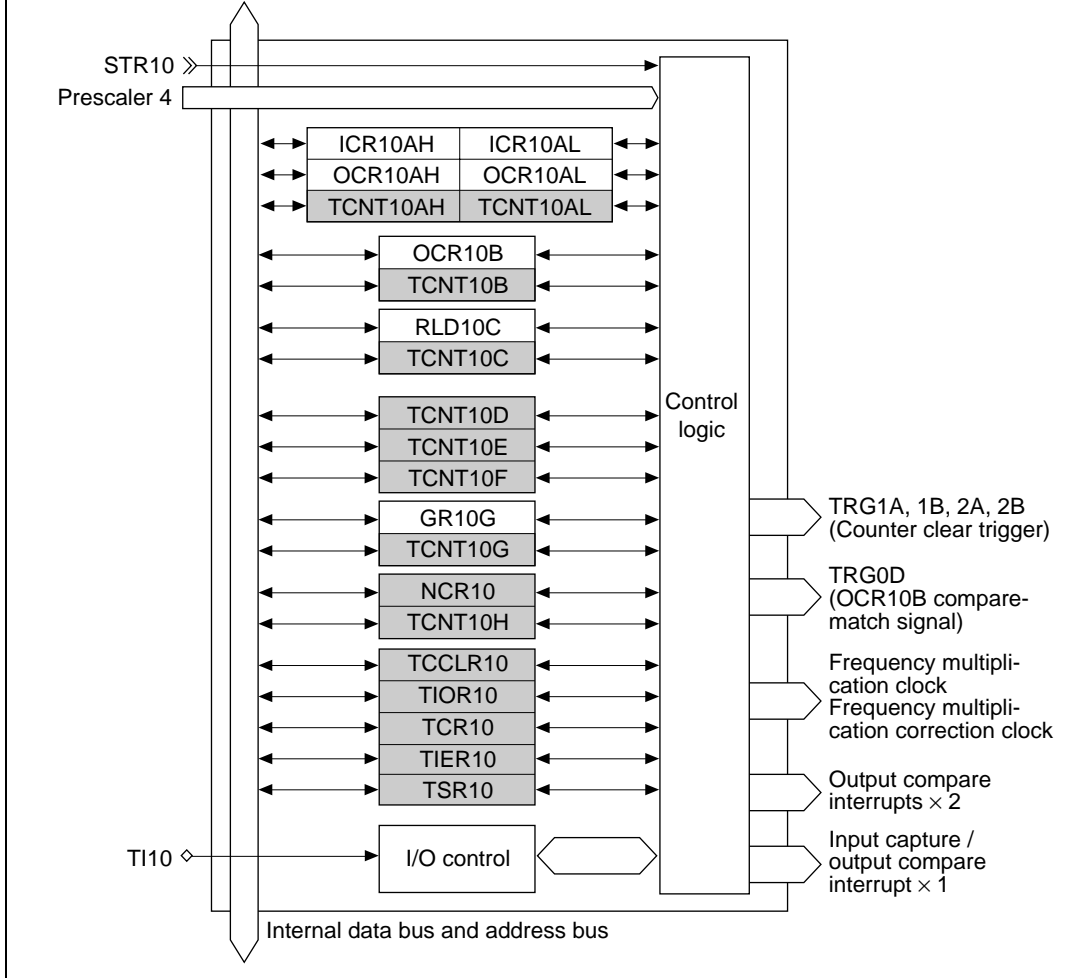 STR10
Prescaler 4
ICR10AH ICR10AL
OCR10AH OCR10AL
TCNT10AH TCNT10AL
OCR10B
TCNT10B
RLD10C
TCNT10C
TCNT10D
TCNT10E
TCNT10F
GR10G
TCNT10G
NCR10
TCNT10H
TCCLR10
TIOR10
TCR10
TIER10
TSR10
TI10
I/O control
Control
logic
TRG1A, 1B, 2A, 2B
(Counter clear trigger)
TRG0D
(OCR10B compare-
match signal)
Frequency multipli-
cation clock
Frequency multipli-
cation correction clock
Output compare
interrupts × 2
Input capture /
output compare
interrupt × 1
Internal data bus and address bus